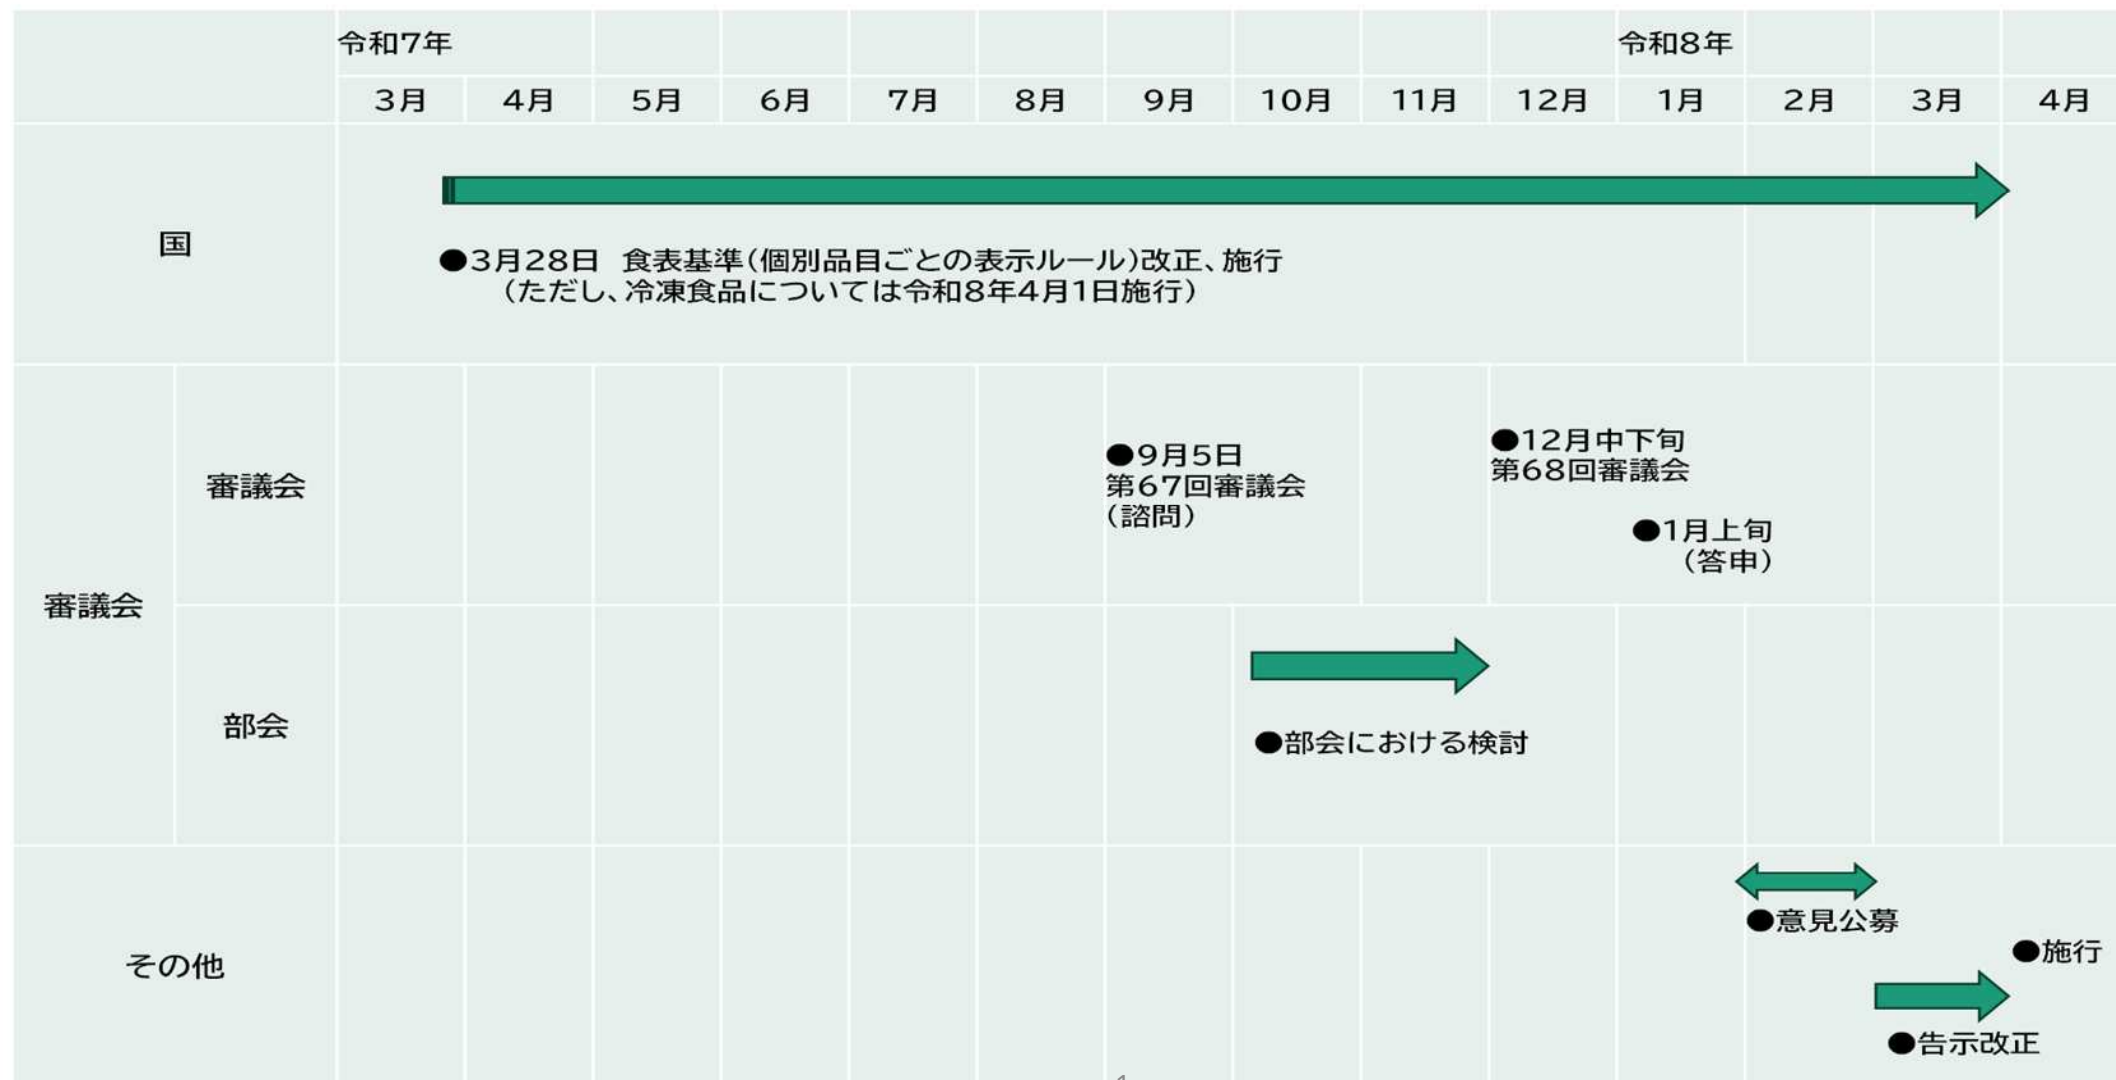 令和7年
令和8年
3月
4月
5月
6月
7月
8月
9月
10月
11月
12月
1月
2月
3月
4月
国
●3月28日 食表基準(個別品目ごとの表示ルール)改正、施行
(ただし、冷凍食品については令和8年4月1日施行)
審議会
審議会
●9月5日
第67回審議会
(諮問)
●12月中下旬
第68回審議会
●1月上旬
(答申)
部会
●部会における検討
その他
●意見公募
●施行
●告示改正